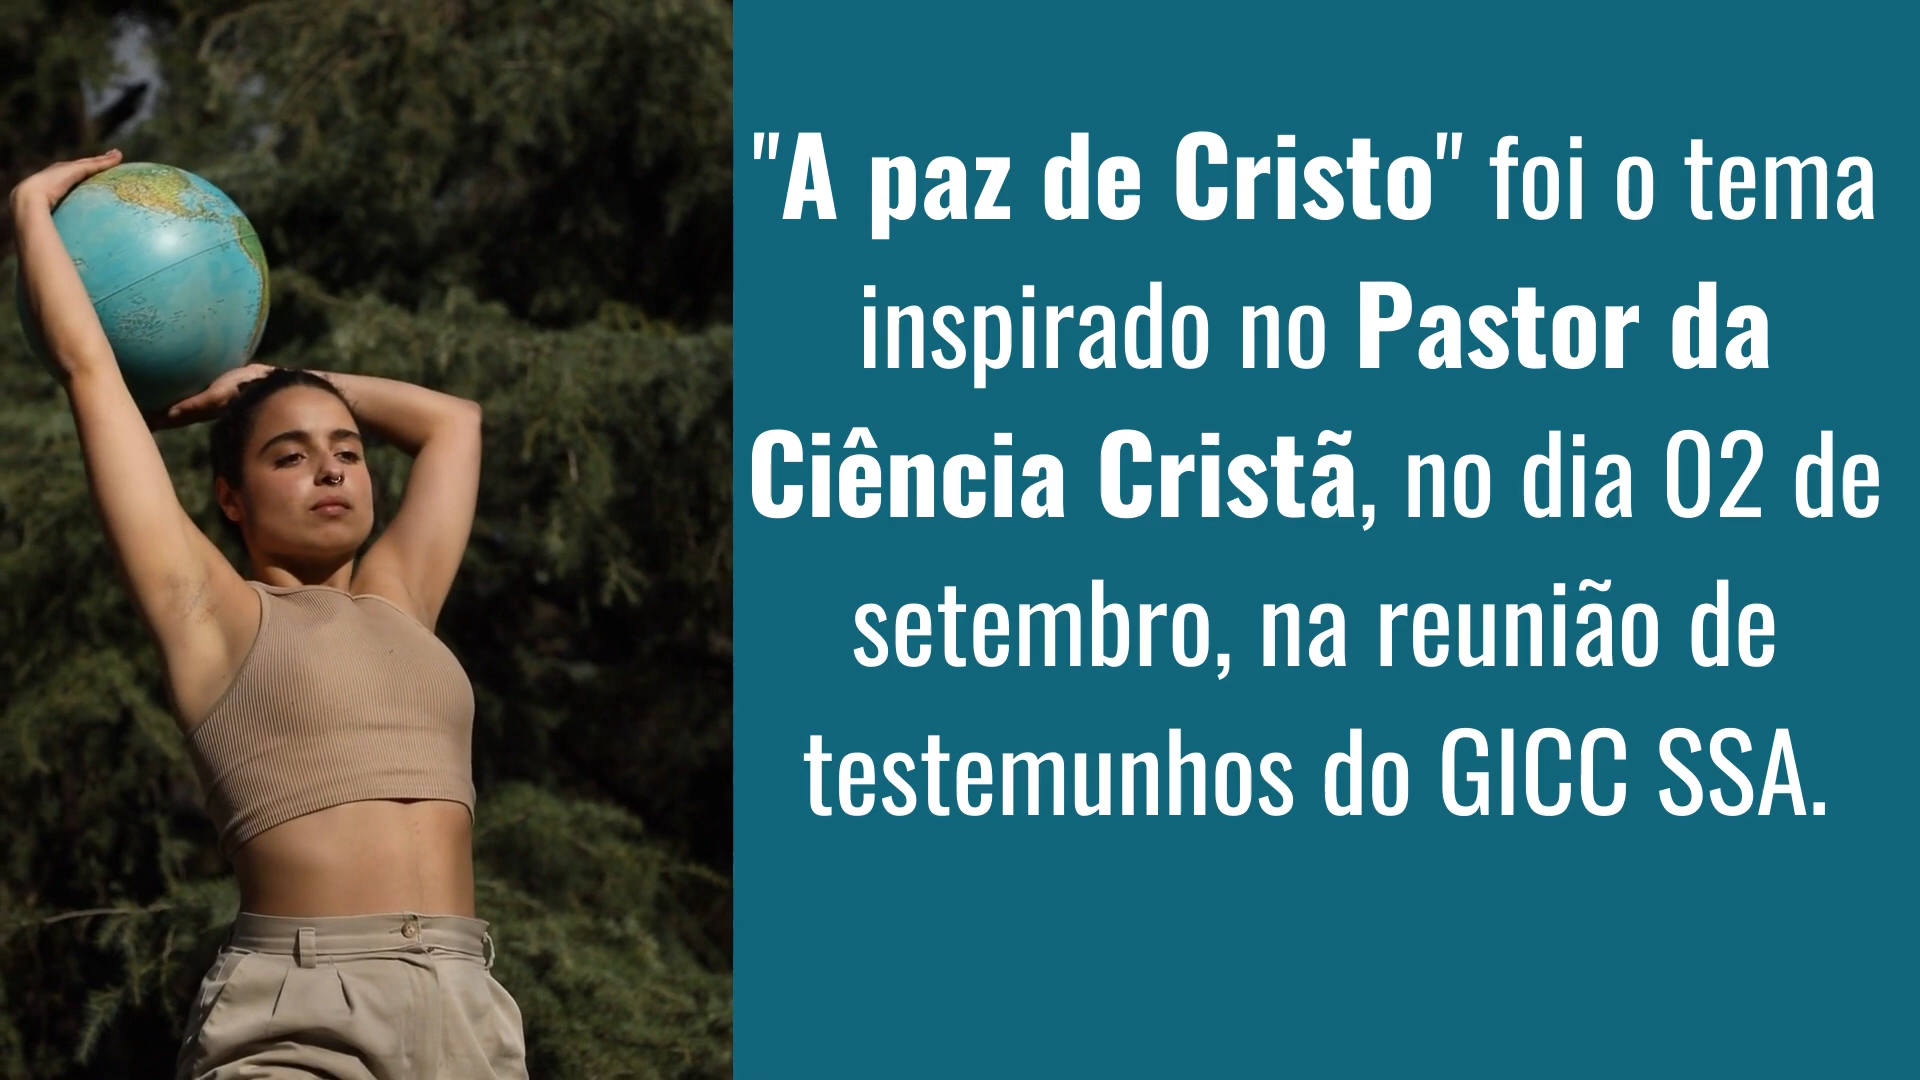 "A paz de Cristo" foi o tema
inspirado no Pastor da
Ciência Cristã, no dia 02 de
setembro, na reunião de
testemunhos do GICC SSA.